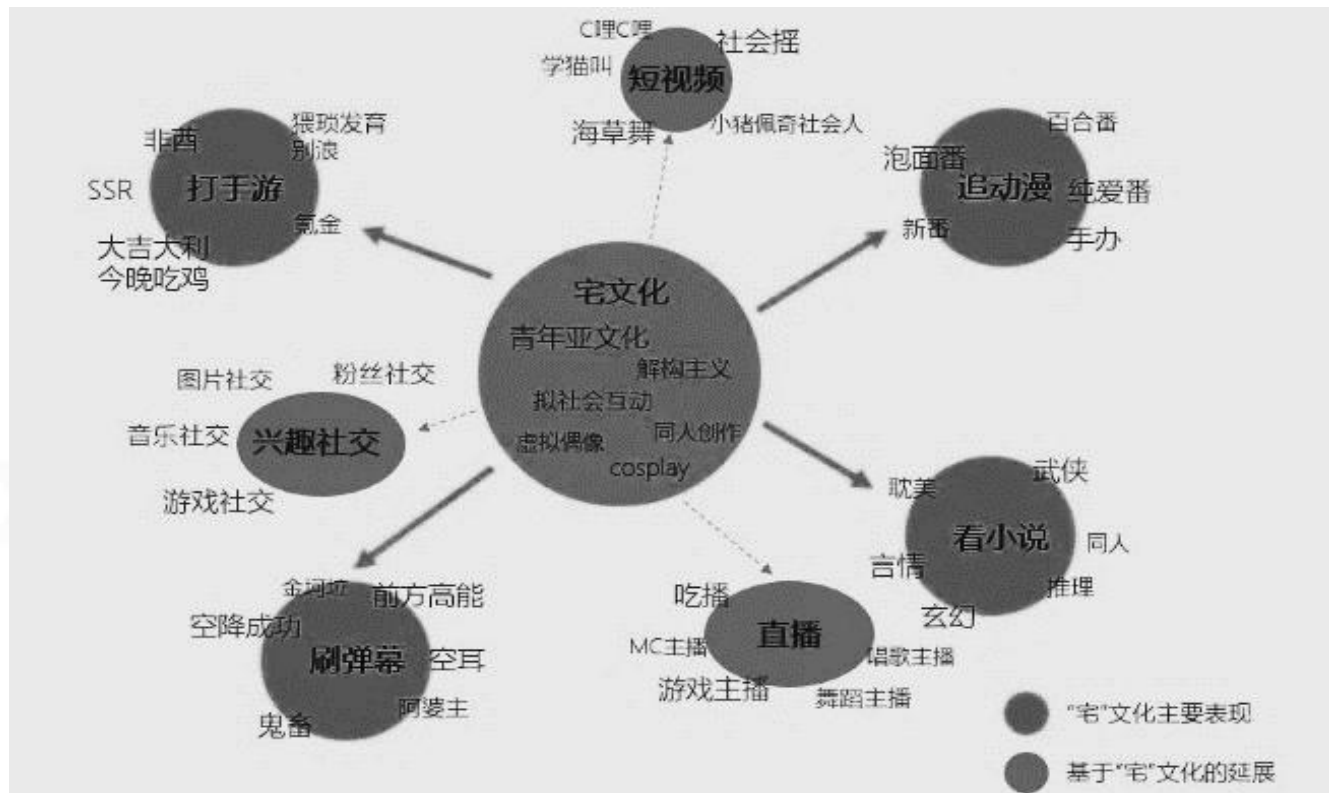 C哩C哩
社会摇
学猫叫
短视频
海草舞
小猪佩奇社会人
非酉
猥琐发育
别浪
SSR
打手游
氪金
大吉大利
今晚吃鸡
百合番
泡面番
追动漫
纯爱番
新番
手办
宅文化
青年亚文化
解构主义
拟社会互动
虚拟偶像
同人创作
cosplay
图片社交
粉丝社交
音乐社交
兴趣社交
游戏社交
金坷垃
前方高能
空降成功
刷弹幕
空耳
阿婆主
鬼畜
吃播
MC主播
直播
唱歌主播
游戏主播
舞蹈主播
耽美
武侠
看小说
同人
言情
推理
玄幻
“宅”文化主要表现
基于“宅”文化的延展